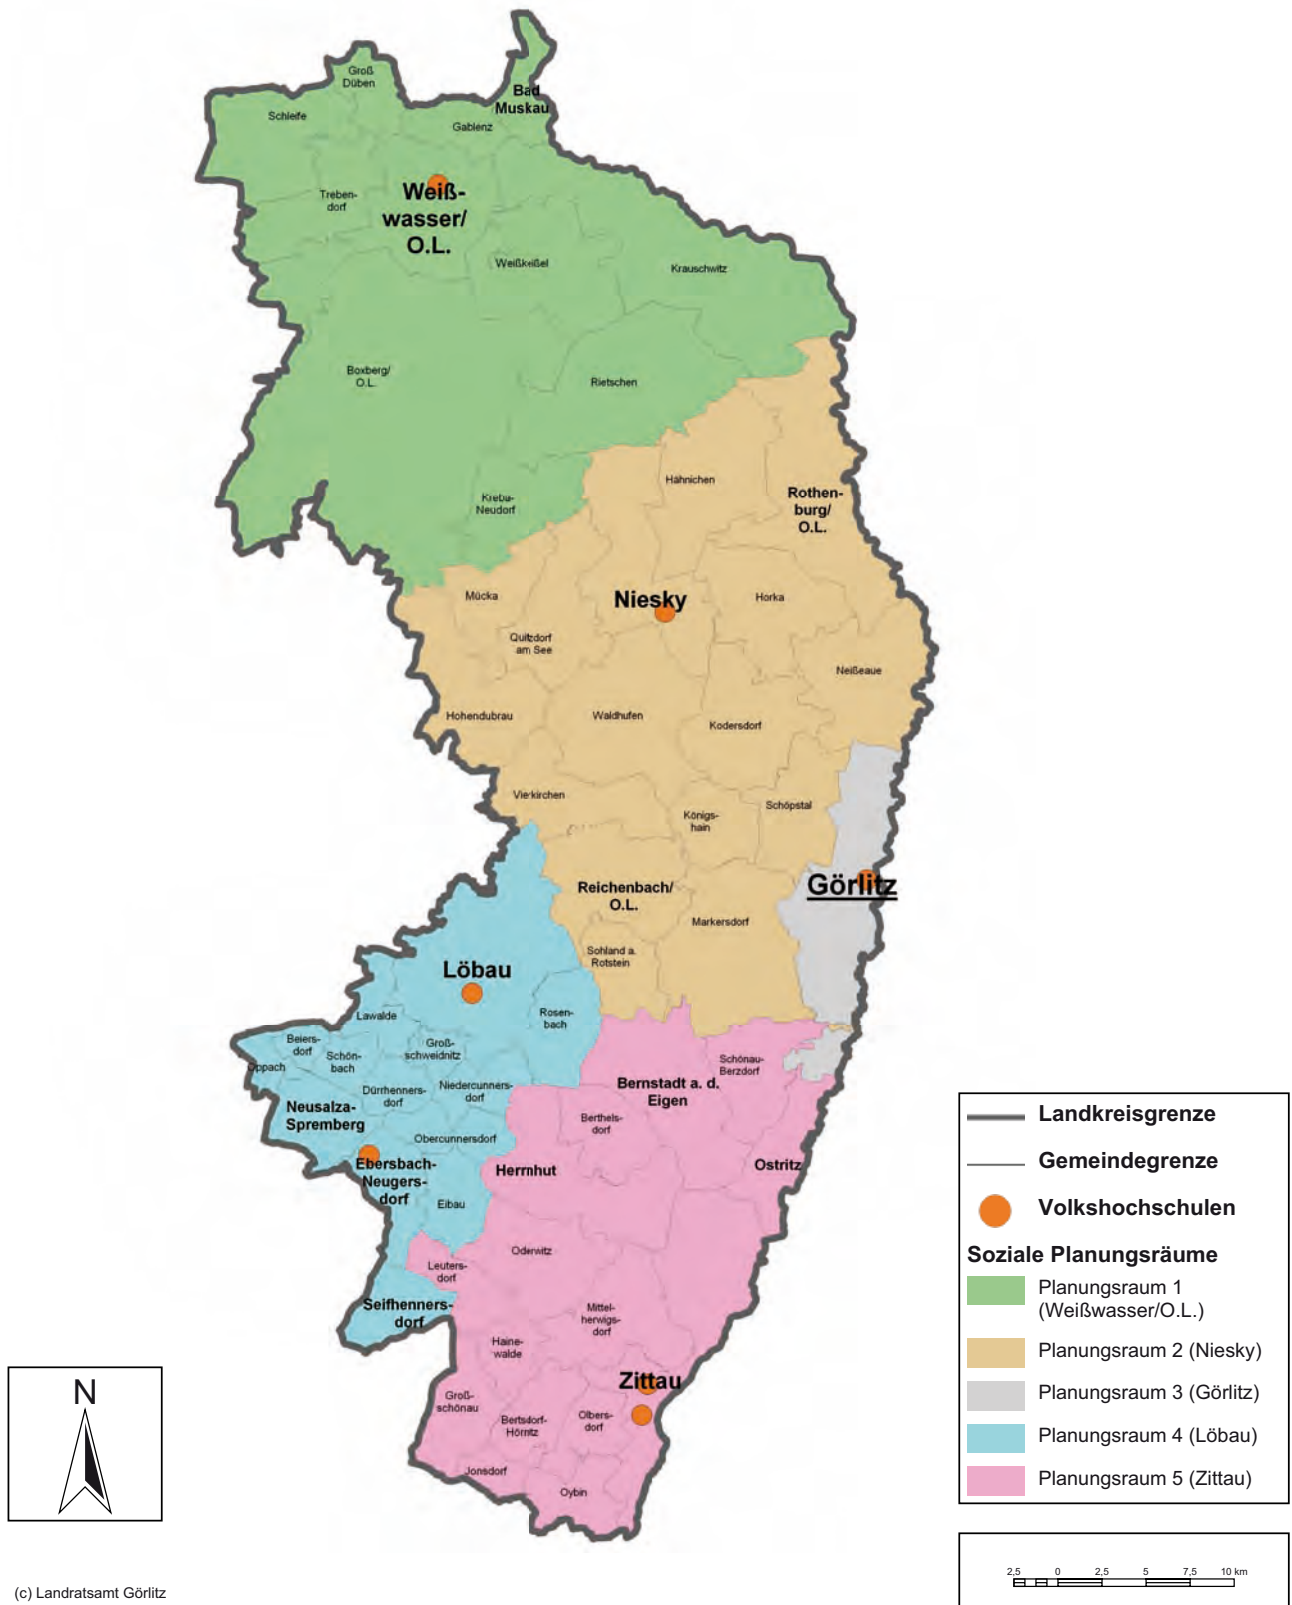 Groß
Düben
Bad
Muskau
Schleife
Gablenz
Treben-
dorf
Weiß-
wasser/
O.L.
Weißkeißel
Krauschwitz
Boxberg/
O.L.
Rietschen
Hähnichen
Rothen-
burg/
O.L.
Kreba-
Neudorf
Mücka
Niesky
Horka
Quitzdorf
am See
Neißeaue
Hohendubrau
Waldhufen
Kodersdorf
Vierkirchen
Schöpstal
Königs-
hain
Görlitz
Reichenbach/
O.L.
Markersdorf
Sohland a.
Rotstein
Löbau
Rosen-
bach
Lawalde
Beiers-
dorf
Schön-
bach
Groß-
schweidnitz
Oppach
Schönau-
Berzdorf
Bernstadt a. d.
Eigen
Dürrhenners-
dorf
Niedercunners-
dorf
Neusalza-
Spremberg
Berthels-
dorf
Obercunnersdorf
Ebersbach-
Neugers-
dorf
Herrnhut
Ostritz
Eibau
Oderwitz
Leuters-
dorf
Seifhenners-
dorf
Mittel-
herwigs-
dorf
Haine-
walde
Zittau
Groß-
schönau
Bertsdorf-
Hörnitz
Olbers-
dorf
Jonsdorf
Oybin
Landkreisgrenze
Gemeindegrenze
Volkshochschulen
Soziale Planungsräume
Planungsraum 1
(Weißwasser/O.L.)
Planungsraum 2 (Niesky)
Planungsraum 3 (Görlitz)
Planungsraum 4 (Löbau)
Planungsraum 5 (Zittau)
N
2,5 0 2,5 5 7,5 10 km
(c) Landratsamt Görlitz